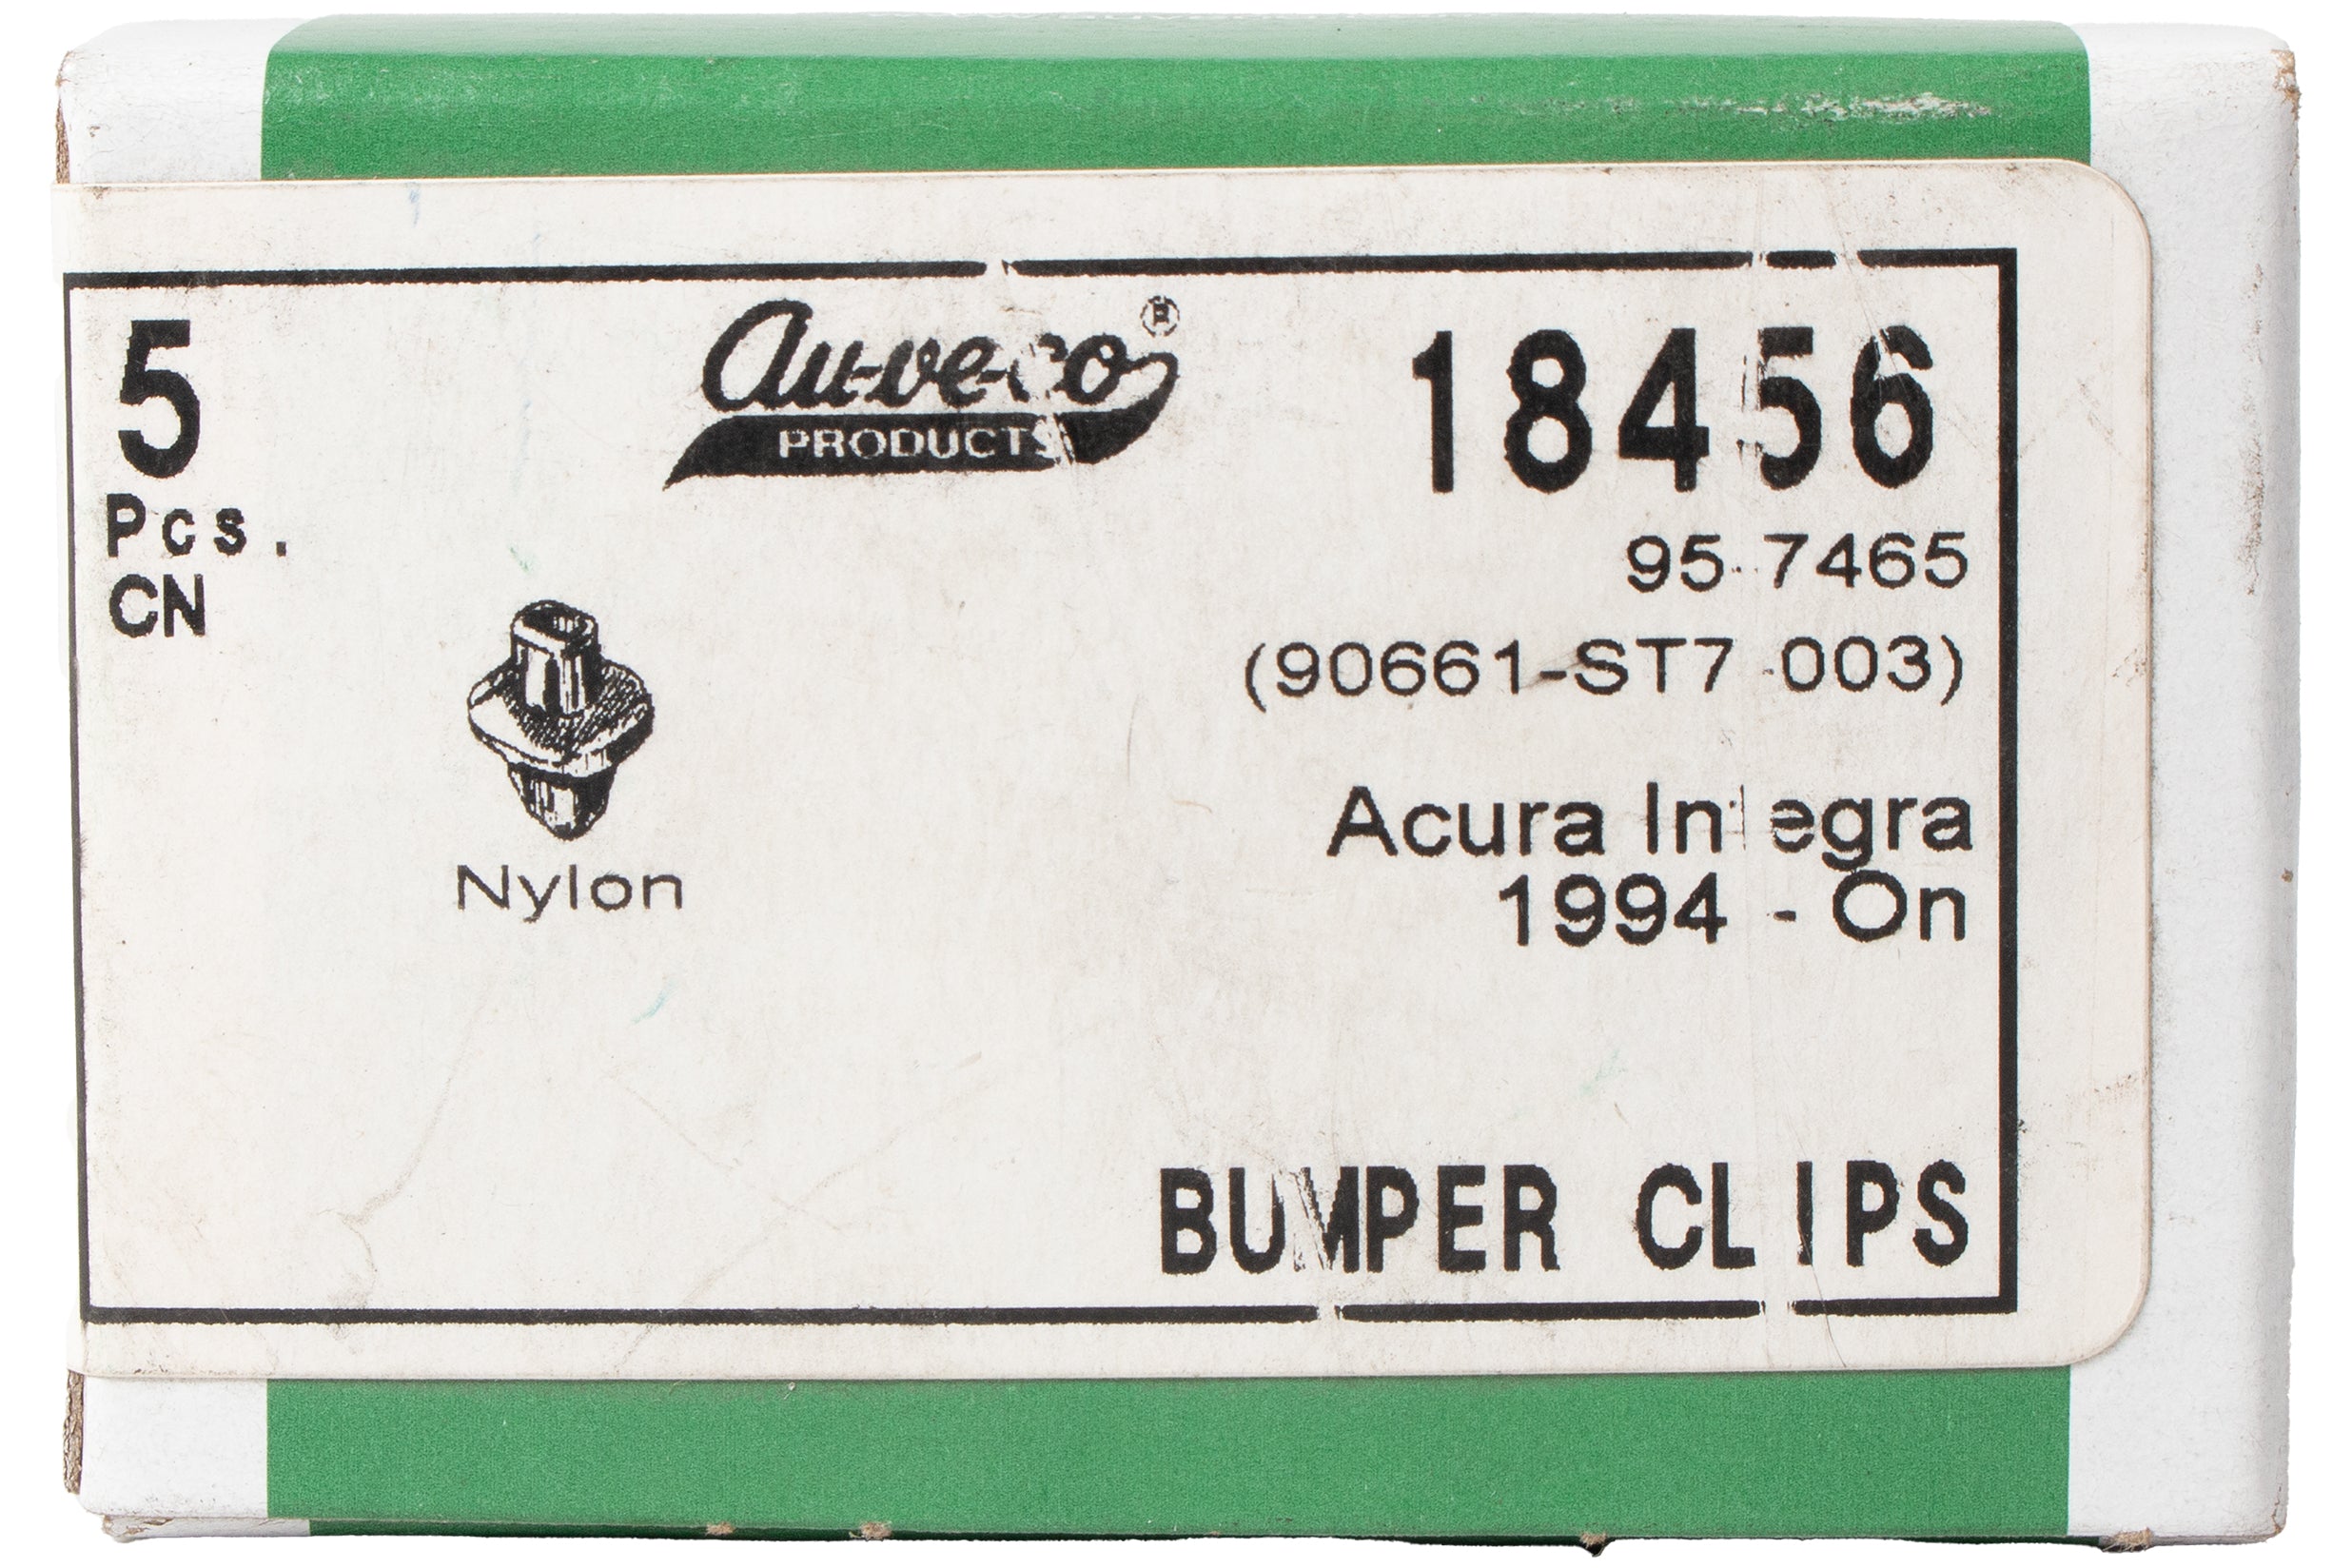 5
Pcs.
CN
au-ve-co®
PRODUCTS
18456
95-7465
(90661-ST7-003)
Acura Integra
1994 - On
Nylon
BUMPER CLIPS